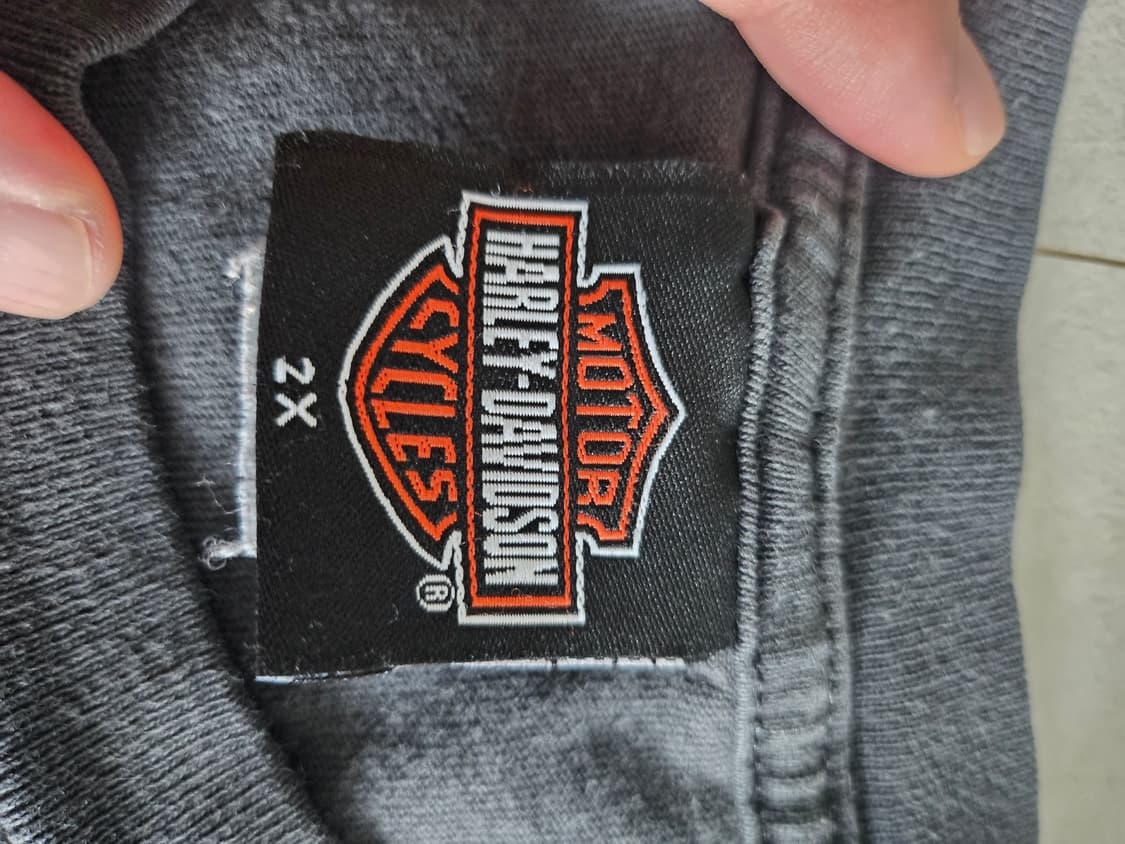 MOTOR
HARLEY-DAVIDSON
CYCLES
®
2X